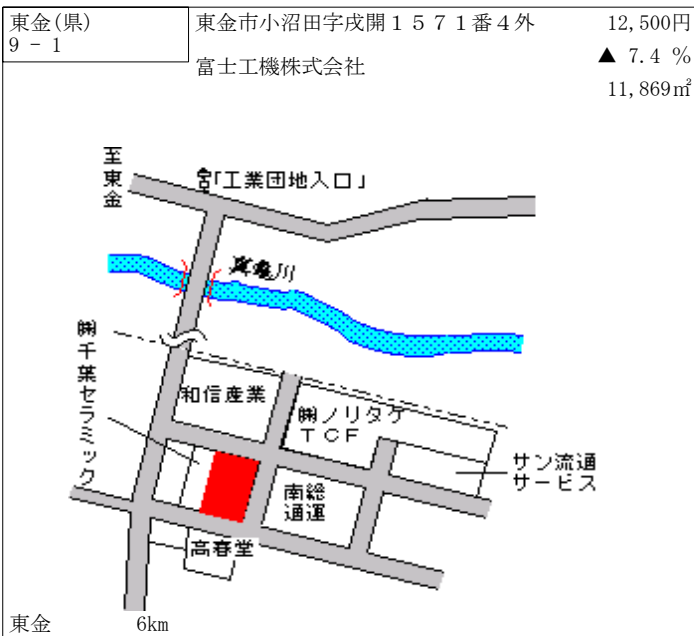 東金(県)
9 - 1
東金市小沼田字戌開１５７１番４外
富士工機株式会社
12,500円
▲ 7.4 %
11,869㎡
至東金
「工業団地入口」
真亀川
㈱千葉セラミック
和信産業
㈱ノリタケ
ＴＣＦ
サン流通
サービス
南総
通運
高春堂
東金 6km